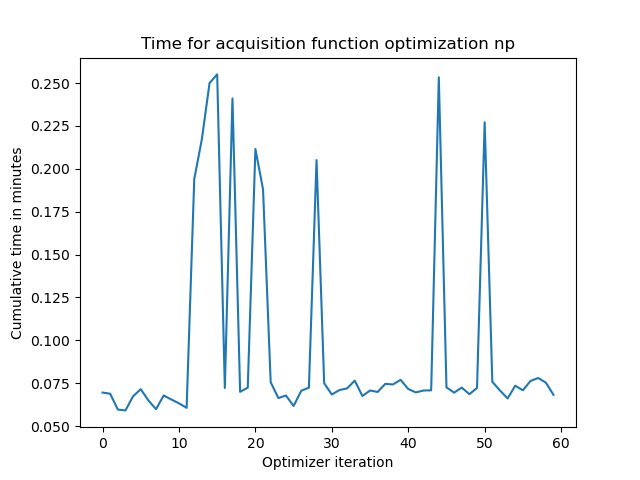 Time for acquisition function optimization np
0.250
0.225
0.200
0.175
0.150
0.125
0.100
0.075
0.050
Cumulative time in minutes
0 10 20 30 40 50 60
Optimizer iteration